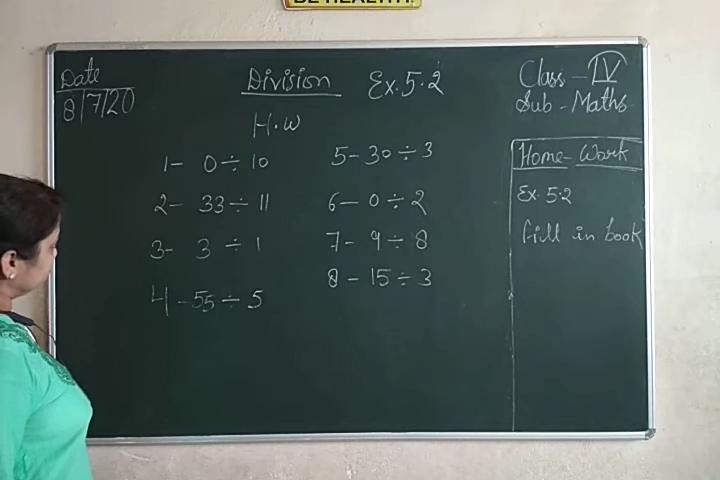 BE HEALTHY!
Date
8/7/20
Division Ex. 5.2
H.W
1- 0÷10
2- 33÷11
3- 3÷1
4-55÷5
5-30÷3
6-0÷2
7-9÷8
8-15÷3
Class-IV
Sub-Maths
Home-Work
Ex.5.2
fill in book